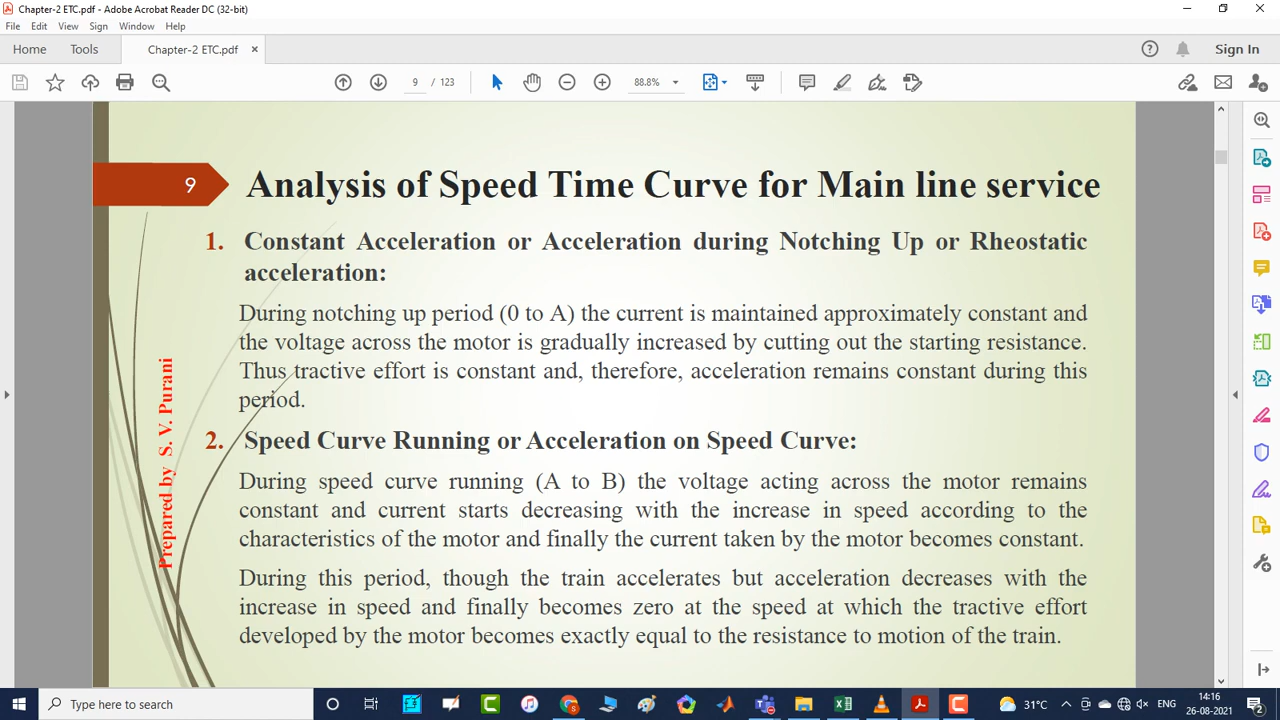 Chapter-2 ETC.pdf - Adobe Acrobat Reader DC (32-bit)
File Edit View Sign Window Help
Home Tools Chapter-2 ETC.pdf × Sign In
9 / 123 88.8%
9
Analysis of Speed Time Curve for Main line service
1. Constant Acceleration or Acceleration during Notching Up or Rheostatic
acceleration:
During notching up period (0 to A) the current is maintained approximately constant and
the voltage across the motor is gradually increased by cutting out the starting resistance.
Thus tractive effort is constant and, therefore, acceleration remains constant during this
period.
2. Speed Curve Running or Acceleration on Speed Curve:
During speed curve running (A to B) the voltage acting across the motor remains
constant and current starts decreasing with the increase in speed according to the
characteristics of the motor and finally the current taken by the motor becomes constant.
During this period, though the train accelerates but acceleration decreases with the
increase in speed and finally becomes zero at the speed at which the tractive effort
developed by the motor becomes exactly equal to the resistance to motion of the train.
Prepared by S. V. Purani
Type here to search
31°C
ENG
14:16
26-08-2021
2